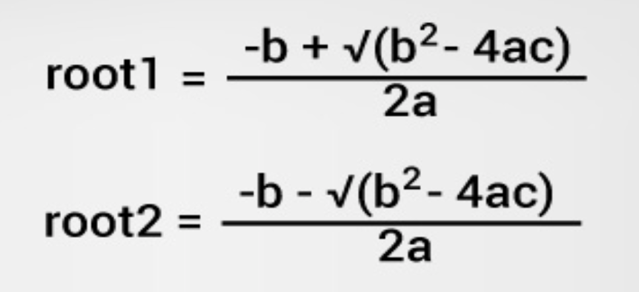 root1 = -b + √(b²- 4ac)
2a
root2 = -b - √(b²- 4ac)
2a